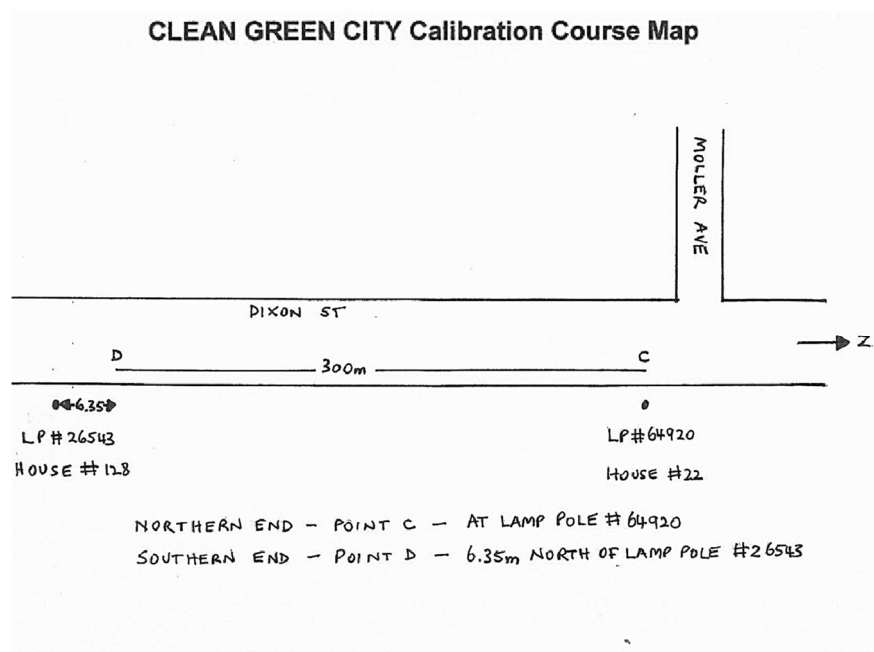 CLEAN GREEN CITY Calibration Course Map
MOLLER AVE
DIXON ST
Z
D
300m
C
6.35
LP # 26543
HOUSE # 128
LP#64920
HOUSE #22
NORTHERN END - POINT C - AT LAMP POLE # 64920
SOUTHERN END - POINT D - 6.35m NORTH OF LAMP POLE #26543